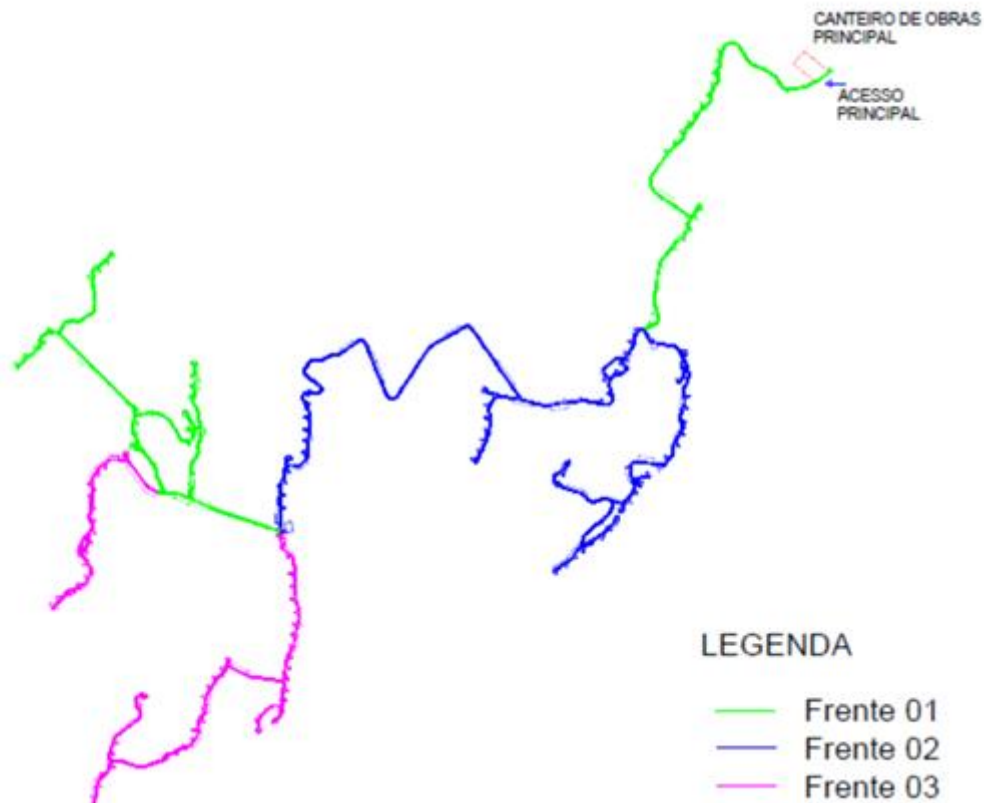 CANTEIRO DE OBRAS
PRINCIPAL
ACESSO
PRINCIPAL
LEGENDA
Frente 01
Frente 02
Frente 03